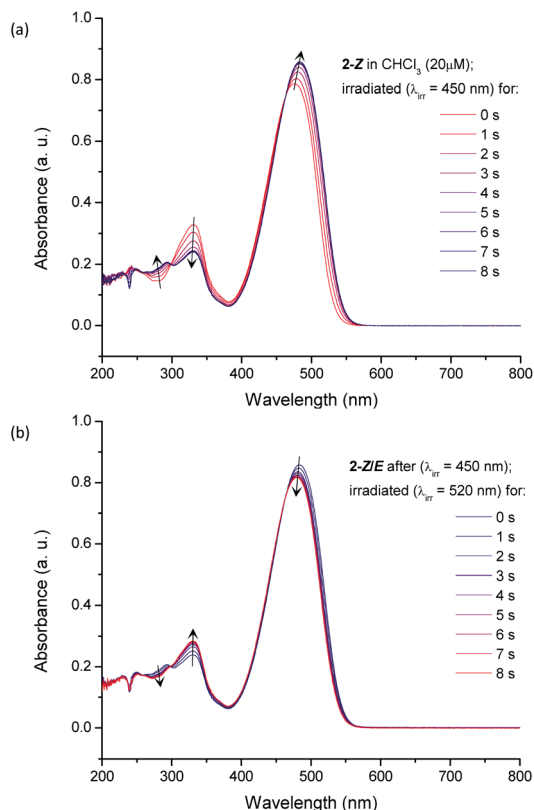 (a)
1.0
0.8
0.6
0.4
0.2
0.0
200 300 400 500 600 700 800
Absorbance (a. u.)
Wavelength (nm)
2-Z in CHCl3 (20μM);
irradiated (λirr = 450 nm) for:
0 s
1 s
2 s
3 s
4 s
5 s
6 s
7 s
8 s
(b)
1.0
0.8
0.6
0.4
0.2
0.0
200 300 400 500 600 700 800
Absorbance (a. u.)
Wavelength (nm)
2-Z/E after (λirr = 450 nm);
irradiated (λirr = 520 nm) for:
0 s
1 s
2 s
3 s
4 s
5 s
6 s
7 s
8 s